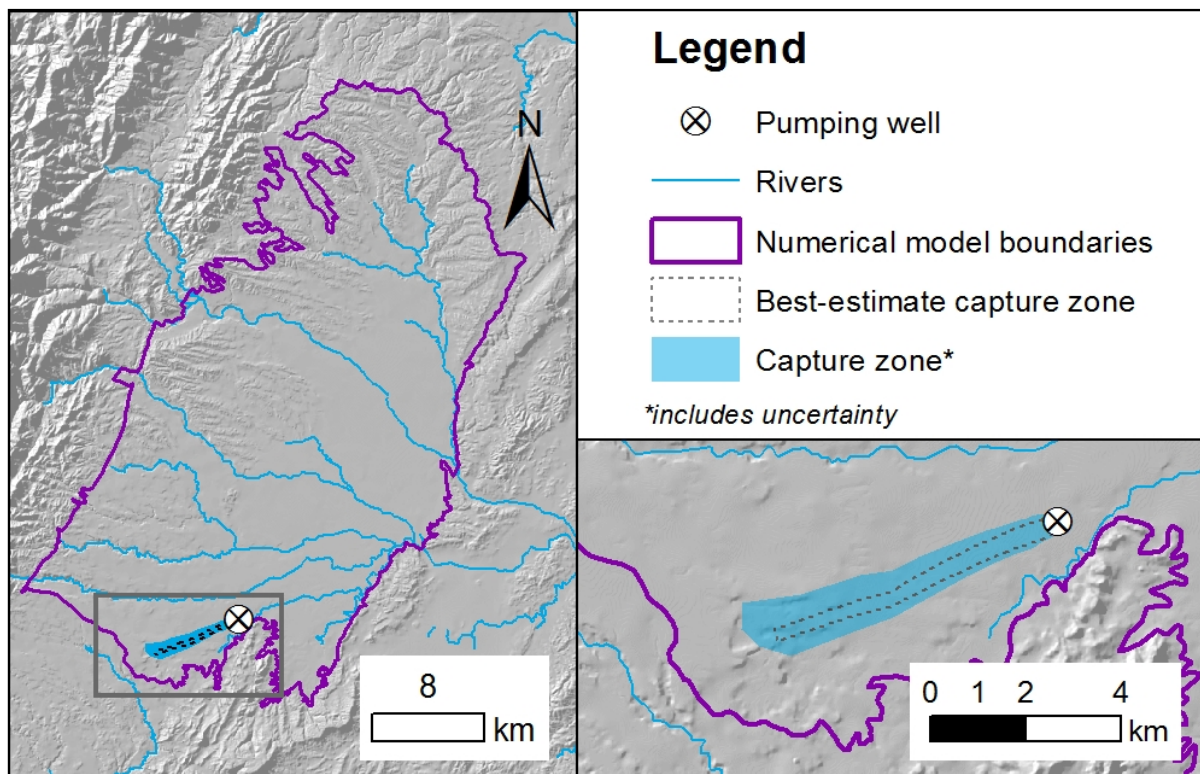 N
8
km
Legend
Pumping well
Rivers
Numerical model boundaries
Best-estimate capture zone
Capture zone*
*includes uncertainty
0 1 2 4
km